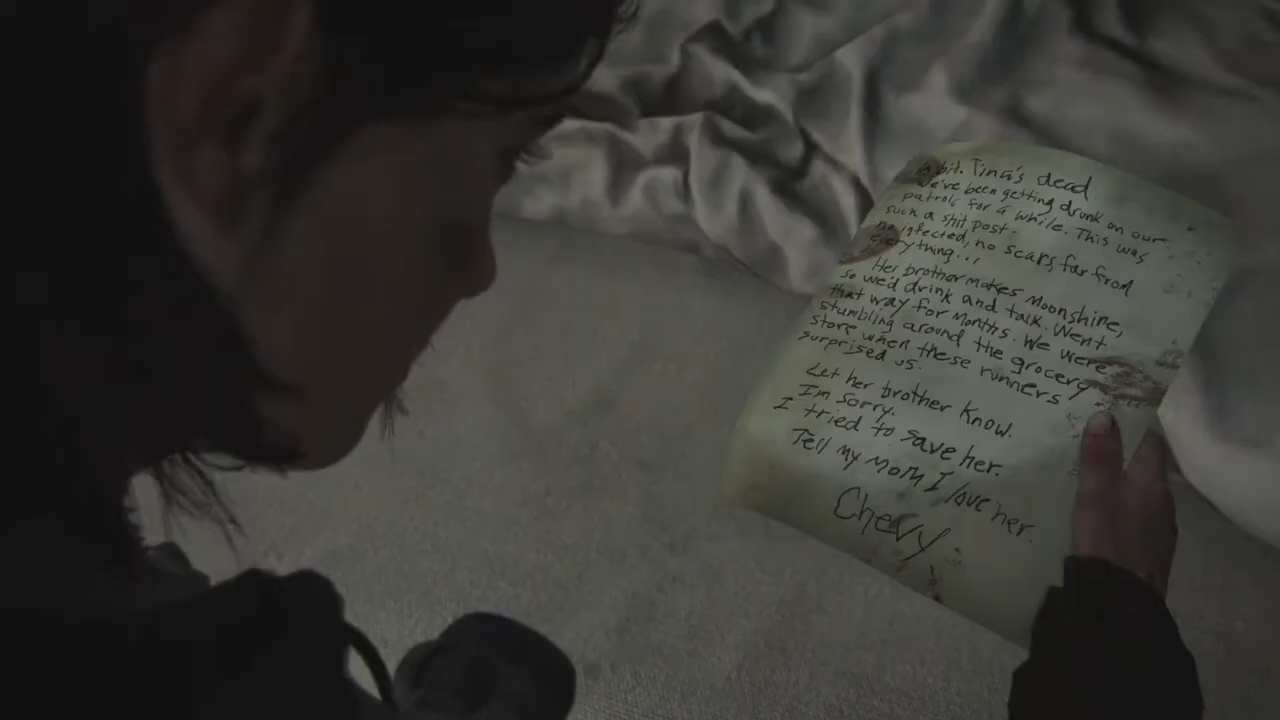 I'm bit. Tina's dead
We've been getting drunk on our
patrols for a while. This was
such a shit post.
no infected, no scars, far from
everything...
Her brother makes moonshine,
so we'd drink and talk. Went
that way for months. We were
stumbling around the grocery
store when these runners
surprised us.
Let her brother know.
I'm sorry.
I tried to save her.
Tell my mom I love her.
Chevy